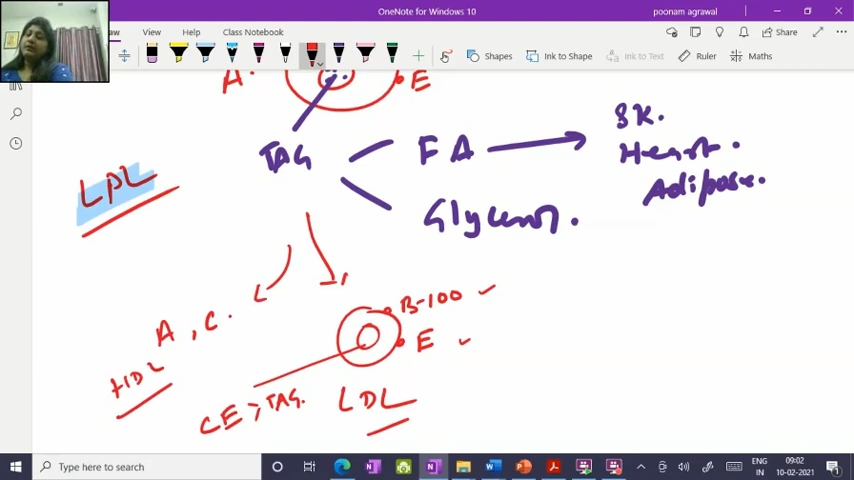 OneNote for Windows 10
poonam agrawal
View Help Class Notebook
Share
Shapes
Ink to Shape
Ink to Text
Ruler
Maths
A.
E
SK.
TAG
FA
Heart.
Adipose.
LDL
Glycerol.
B-100
A, C.
E
HDL
CE > TAG.
LDL
Type here to search
ENG
09:02
IN
10-02-2021